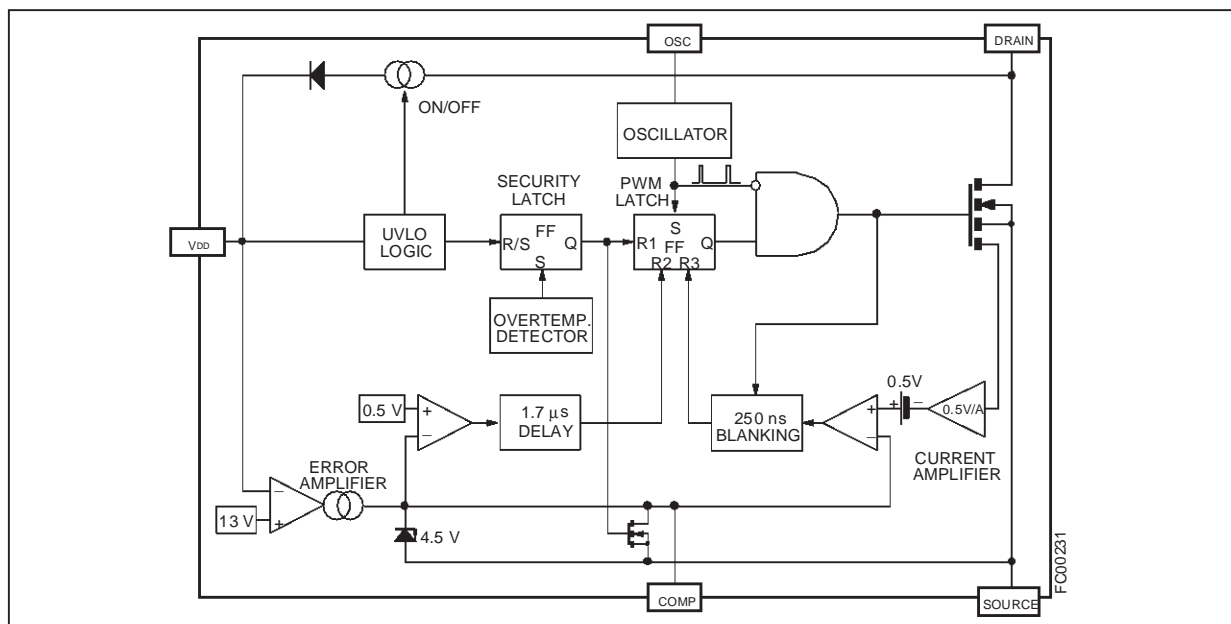 OSC
DRAIN
ON/OFF
OSCILLATOR
SECURITY
LATCH
PWM
LATCH
VDD
UVLO
LOGIC
R/S
FF
Q
S
S
R1
FF
Q
R2 R3
OVERTEMP.
DETECTOR
0.5 V
+
−
1.7 μs
DELAY
250 ns
BLANKING
+
−
0.5V
+
−
0.5V/A
CURRENT
AMPLIFIER
ERROR
AMPLIFIER
−
+
13 V
4.5 V
COMP
SOURCE
FC00231